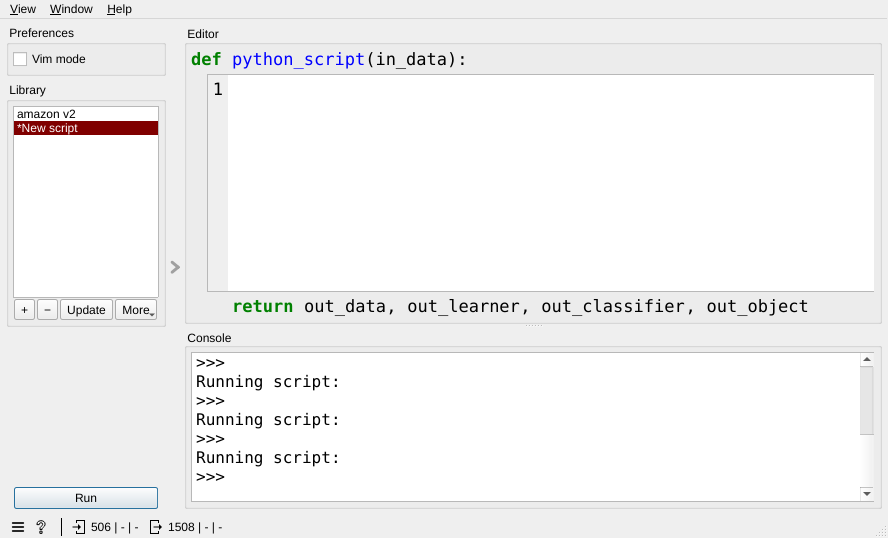 View Window Help
Preferences
Vim mode
Library
amazon v2
*New script
+ − Update More
Run
506 | - | - 1508 | - | -
Editor
def python_script(in_data):
1
return out_data, out_learner, out_classifier, out_object
Console
>>>
Running script:
>>>
Running script:
>>>
Running script:
>>>